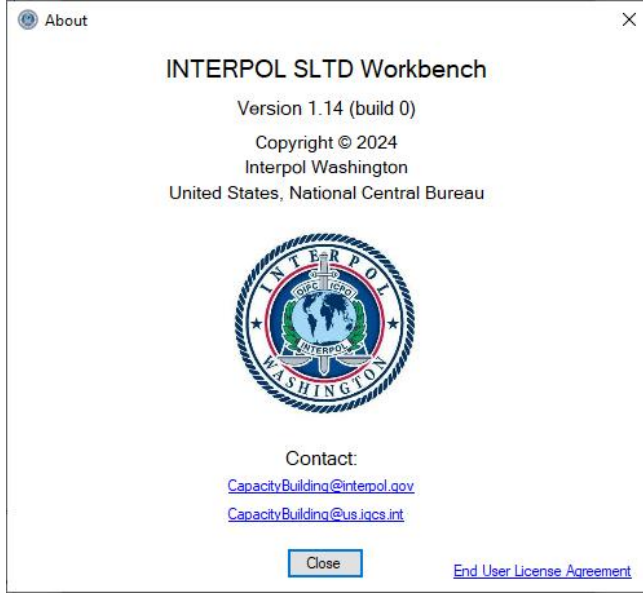 About
INTERPOL SLTD Workbench
Version 1.14 (build 0)
Copyright © 2024
Interpol Washington
United States, National Central Bureau
INTERPOL
OIPC ICPO
INTERPOL
WASHINGTON
Contact:
CapacityBuilding@interpol.gov
CapacityBuilding@us.igcs.int
Close
End User License Agreement